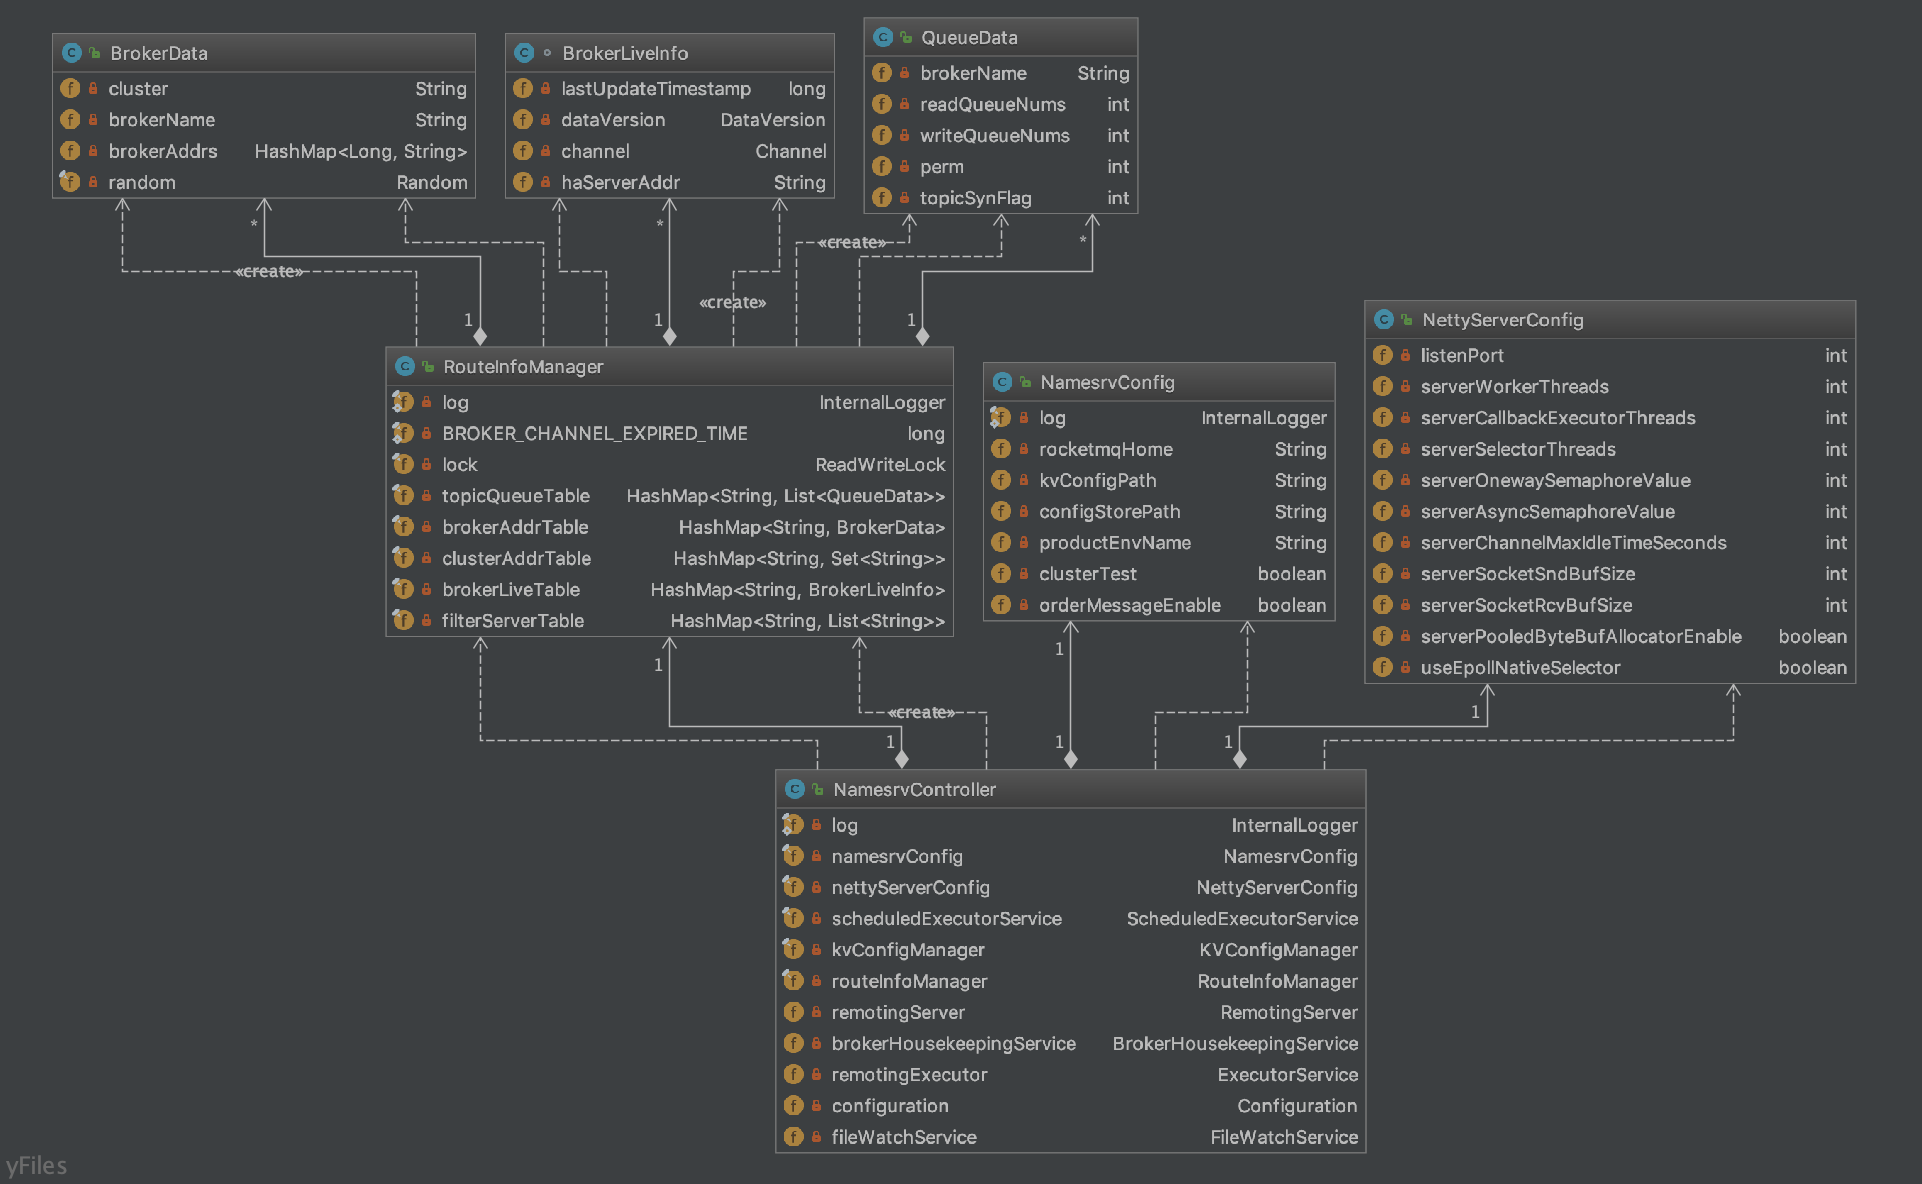 BrokerData
cluster String
brokerName String
brokerAddrs HashMap<Long, String>
random Random
BrokerLiveInfo
lastUpdateTimestamp long
dataVersion DataVersion
channel Channel
haServerAddr String
QueueData
brokerName String
readQueueNums int
writeQueueNums int
perm int
topicSynFlag int
*
*
*
«create»
«create»
«create»
1
1
1
RouteInfoManager
log InternalLogger
BROKER_CHANNEL_EXPIRED_TIME long
lock ReadWriteLock
topicQueueTable HashMap<String, List<QueueData>>
brokerAddrTable HashMap<String, BrokerData>
clusterAddrTable HashMap<String, Set<String>>
brokerLiveTable HashMap<String, BrokerLiveInfo>
filterServerTable HashMap<String, List<String>>
NamesrvConfig
log InternalLogger
rocketmqHome String
kvConfigPath String
configStorePath String
productEnvName String
clusterTest boolean
orderMessageEnable boolean
NettyServerConfig
listenPort int
serverWorkerThreads int
serverCallbackExecutorThreads int
serverSelectorThreads int
serverOnewaySemaphoreValue int
serverAsyncSemaphoreValue int
serverChannelMaxIdleTimeSeconds int
serverSocketSndBufSize int
serverSocketRcvBufSize int
serverPooledByteBufAllocatorEnable boolean
useEpollNativeSelector boolean
1
1
1
«create»
1
1
1
NamesrvController
log InternalLogger
namesrvConfig NamesrvConfig
nettyServerConfig NettyServerConfig
scheduledExecutorService ScheduledExecutorService
kvConfigManager KVConfigManager
routeInfoManager RouteInfoManager
remotingServer RemotingServer
brokerHousekeepingService BrokerHousekeepingService
remotingExecutor ExecutorService
configuration Configuration
fileWatchService FileWatchService
yFiles